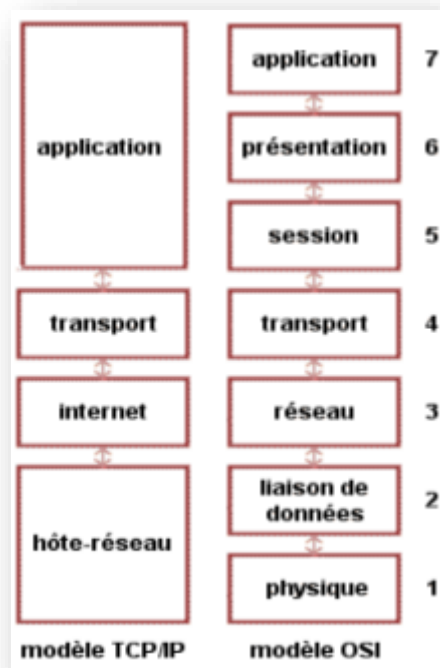 application 7
application
présentation 6
session 5
transport transport 4
internet réseau 3
liaison de
données 2
hôte-réseau
physique 1
modèle TCP/IP modèle OSI